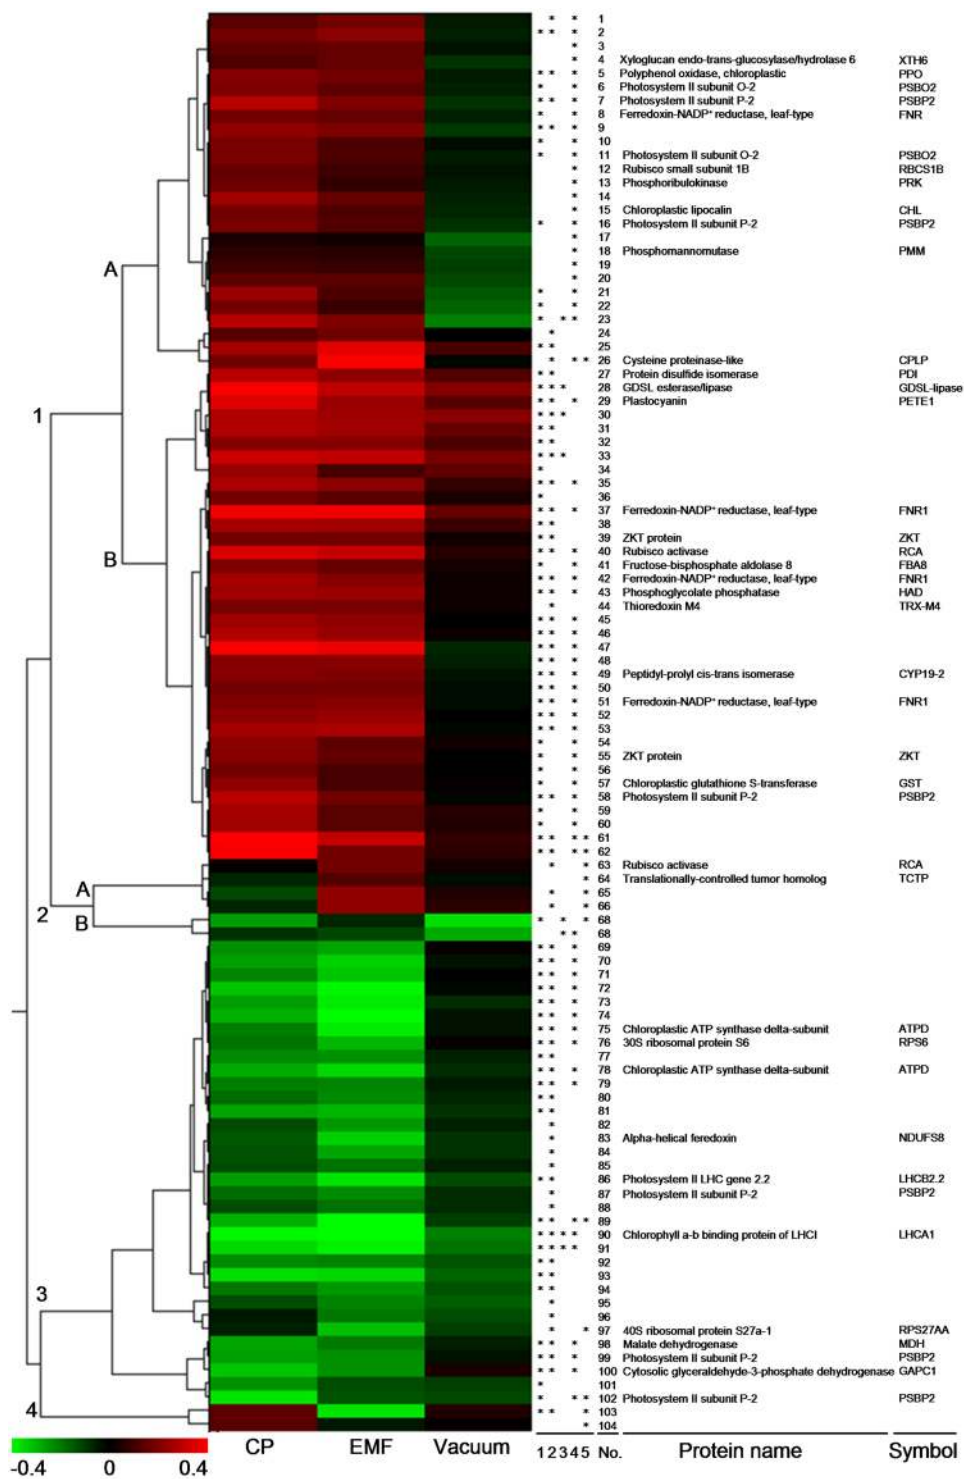 * * 1
* * * 2
* 3
* 4 Xyloglucan endo-trans-glucosylase/hydrolase 6 XTH6
* * * 5 Polyphenol oxidase, chloroplastic PPO
* * 6 Photosystem II subunit O-2 PSBO2
* * * 7 Photosystem II subunit P-2 PSBP2
* * 8 Ferredoxin-NADP⁺ reductase, leaf-type FNR
* * * 9
* * 10
* * 11 Photosystem II subunit O-2 PSBO2
* 12 Rubisco small subunit 1B RBCS1B
* 13 Phosphoribulokinase PRK
* 14
* 15 Chloroplastic lipocalin CHL
* * 16 Photosystem II subunit P-2 PSBP2
* 17
* 18 Phosphomannomutase PMM
A * 19
* 20
* * 21
* * 22
* * * 23
* 24
* * 25
* * * 26 Cysteine proteinase-like CPLP
* * 27 Protein disulfide isomerase PDI
* * * 28 GDSL esterase/lipase GDSL-lipase
* * * 29 Plastocyanin PETE1
1 * * * 30
* * 31
* * 32
* * * 33
* 34
* * * 35
* 36
* * * 37 Ferredoxin-NADP⁺ reductase, leaf-type FNR1
* * 38
* * 39 ZKT protein ZKT
* * * 40 Rubisco activase RCA
B * * 41 Fructose-bisphosphate aldolase 8 FBA8
* * * 42 Ferredoxin-NADP⁺ reductase, leaf-type FNR1
* * * 43 Phosphoglycolate phosphatase HAD
* 44 Thioredoxin M4 TRX-M4
* * * 45
* * * 46
* * * 47
* * * 48
* * * 49 Peptidyl-prolyl cis-trans isomerase CYP19-2
* * * 50
* * * 51 Ferredoxin-NADP⁺ reductase, leaf-type FNR1
* * * 52
* * * 53
* * 54
* * 55 ZKT protein ZKT
* * 56
* * 57 Chloroplastic glutathione S-transferase GST
* * * 58 Photosystem II subunit P-2 PSBP2
* * 59
* * 60
* * * * 61
* * * * 62
* * 63 Rubisco activase RCA
* 64 Translationally-controlled tumor homolog TCTP
A * * 65
* * 66
2 * * * 68
B * * 68
* * * 69
* * * 70
* * * 71
* * * 72
* * * 73
* * * 74
* * * 75 Chloroplastic ATP synthase delta-subunit ATPD
* * * 76 30S ribosomal protein S6 RPS6
* * 77
* * * 78 Chloroplastic ATP synthase delta-subunit ATPD
* * * 79
* * 80
* * 81
* 82
* 83 Alpha-helical feredoxin NDUFS8
* 84
* 85
* * 86 Photosystem II LHC gene 2.2 LHCB2.2
* 87 Photosystem II subunit P-2 PSBP2
* 88
* * * * 89
* * * * 90 Chlorophyll a-b binding protein of LHCI LHCA1
* * * * 91
* * 92
* * 93
3 * * 94
* 95
* 96
* * 97 40S ribosomal protein S27a-1 RPS27AA
* * * 98 Malate dehydrogenase MDH
* * * 99 Photosystem II subunit P-2 PSBP2
* * * 100 Cytosolic glyceraldehyde-3-phosphate dehydrogenase GAPC1
* 101
* * * 102 Photosystem II subunit P-2 PSBP2
4 * * * 103
* 104
CP EMF Vacuum 1 2 3 4 5 No. Protein name Symbol
-0.4 0 0.4